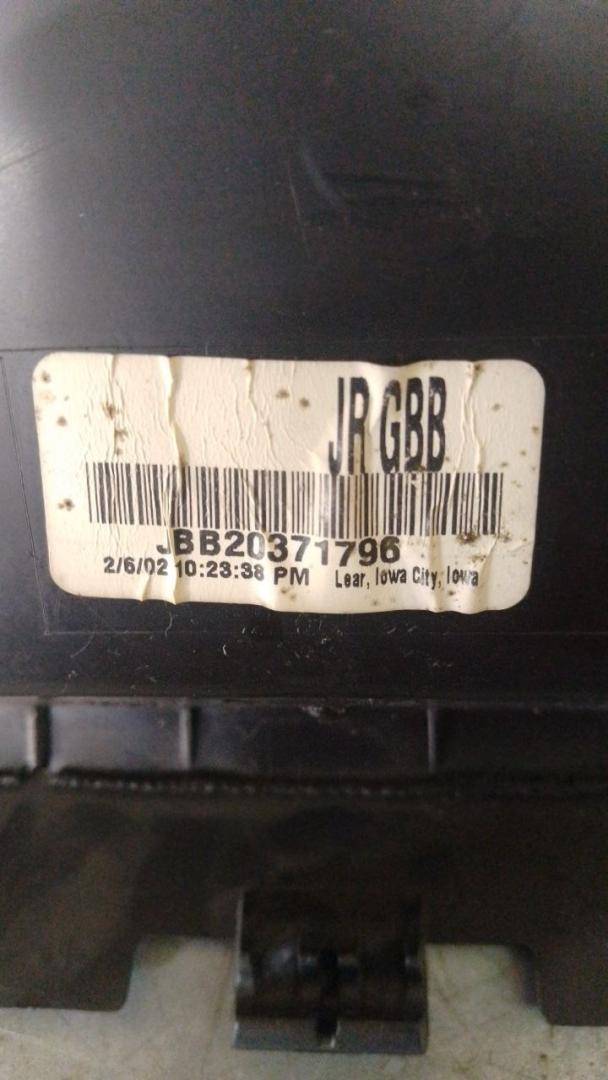 JR GBB
JBB20371796
2/6/02 10:23:38 PM Lear, Iowa City, Iowa